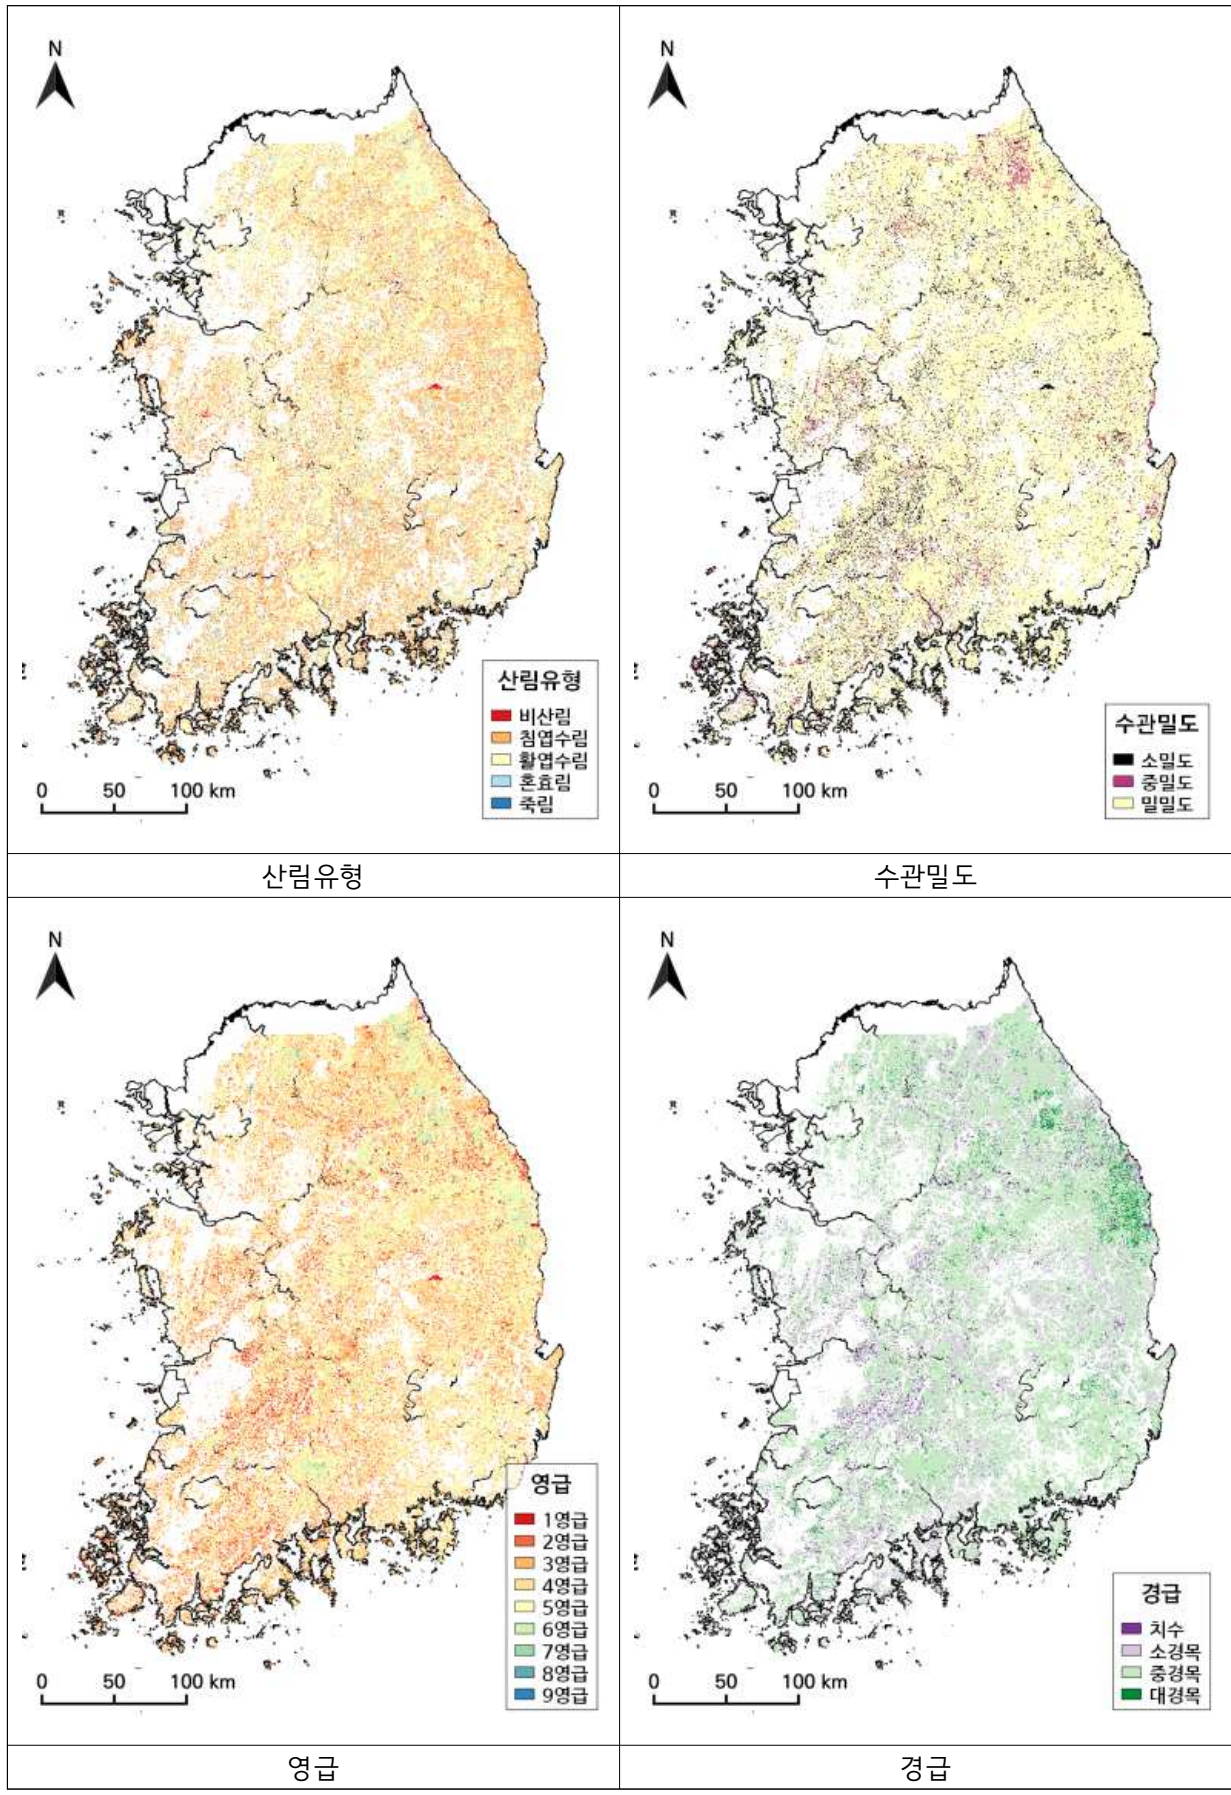 N
산림유형
비산림
침엽수림
활엽수림
혼효림
죽림
0 50 100 km
산림유형
N
수관밀도
소밀도
중밀도
밀밀도
0 50 100 km
수관밀도
N
영급
1영급
2영급
3영급
4영급
5영급
6영급
7영급
8영급
9영급
0 50 100 km
영급
N
경급
치수
소경목
중경목
대경목
0 50 100 km
경급